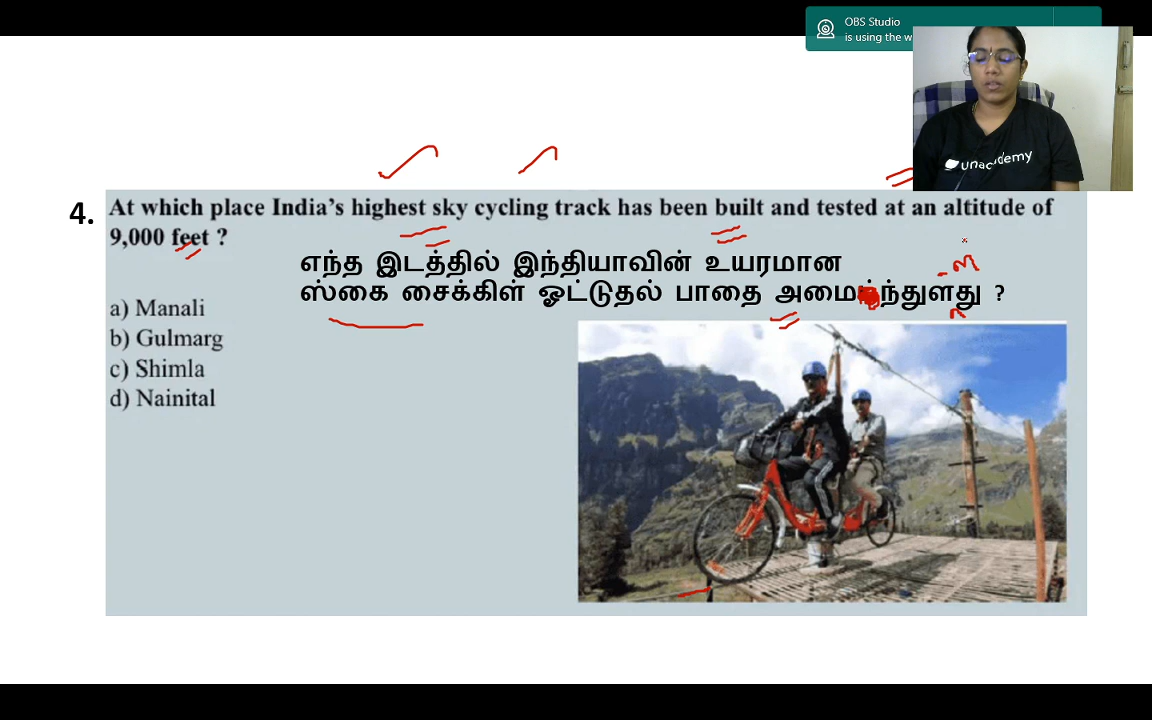 OBS Studio
is using the w
unacademy
4. At which place India's highest sky cycling track has been built and tested at an altitude of
9,000 feet ?
எந்த இடத்தில் இந்தியாவின் உயரமான
ஸ்கை சைக்கிள் ஓட்டுதல் பாதை அமைந்துளது ?
a) Manali
b) Gulmarg
c) Shimla
d) Nainital